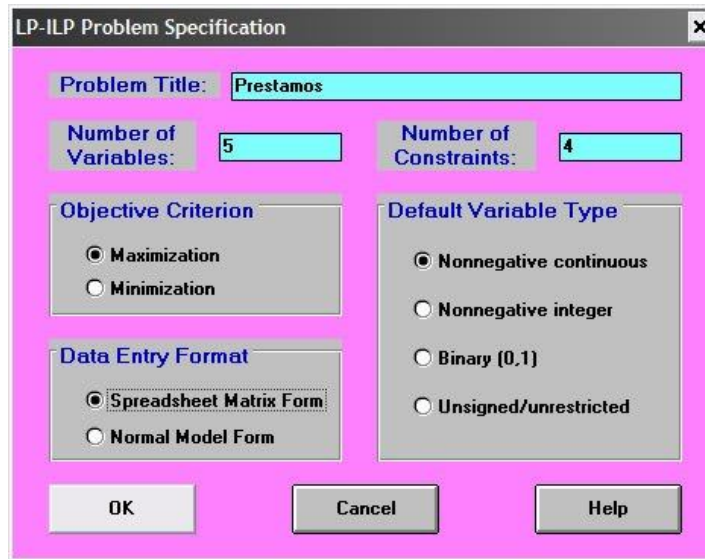 LP-ILP Problem Specification
Problem Title: Prestamos
Number of Variables: 5
Number of Constraints: 4
Objective Criterion
Maximization
Minimization
Default Variable Type
Nonnegative continuous
Nonnegative integer
Binary (0,1)
Unsigned/unrestricted
Data Entry Format
Spreadsheet Matrix Form
Normal Model Form
OK
Cancel
Help